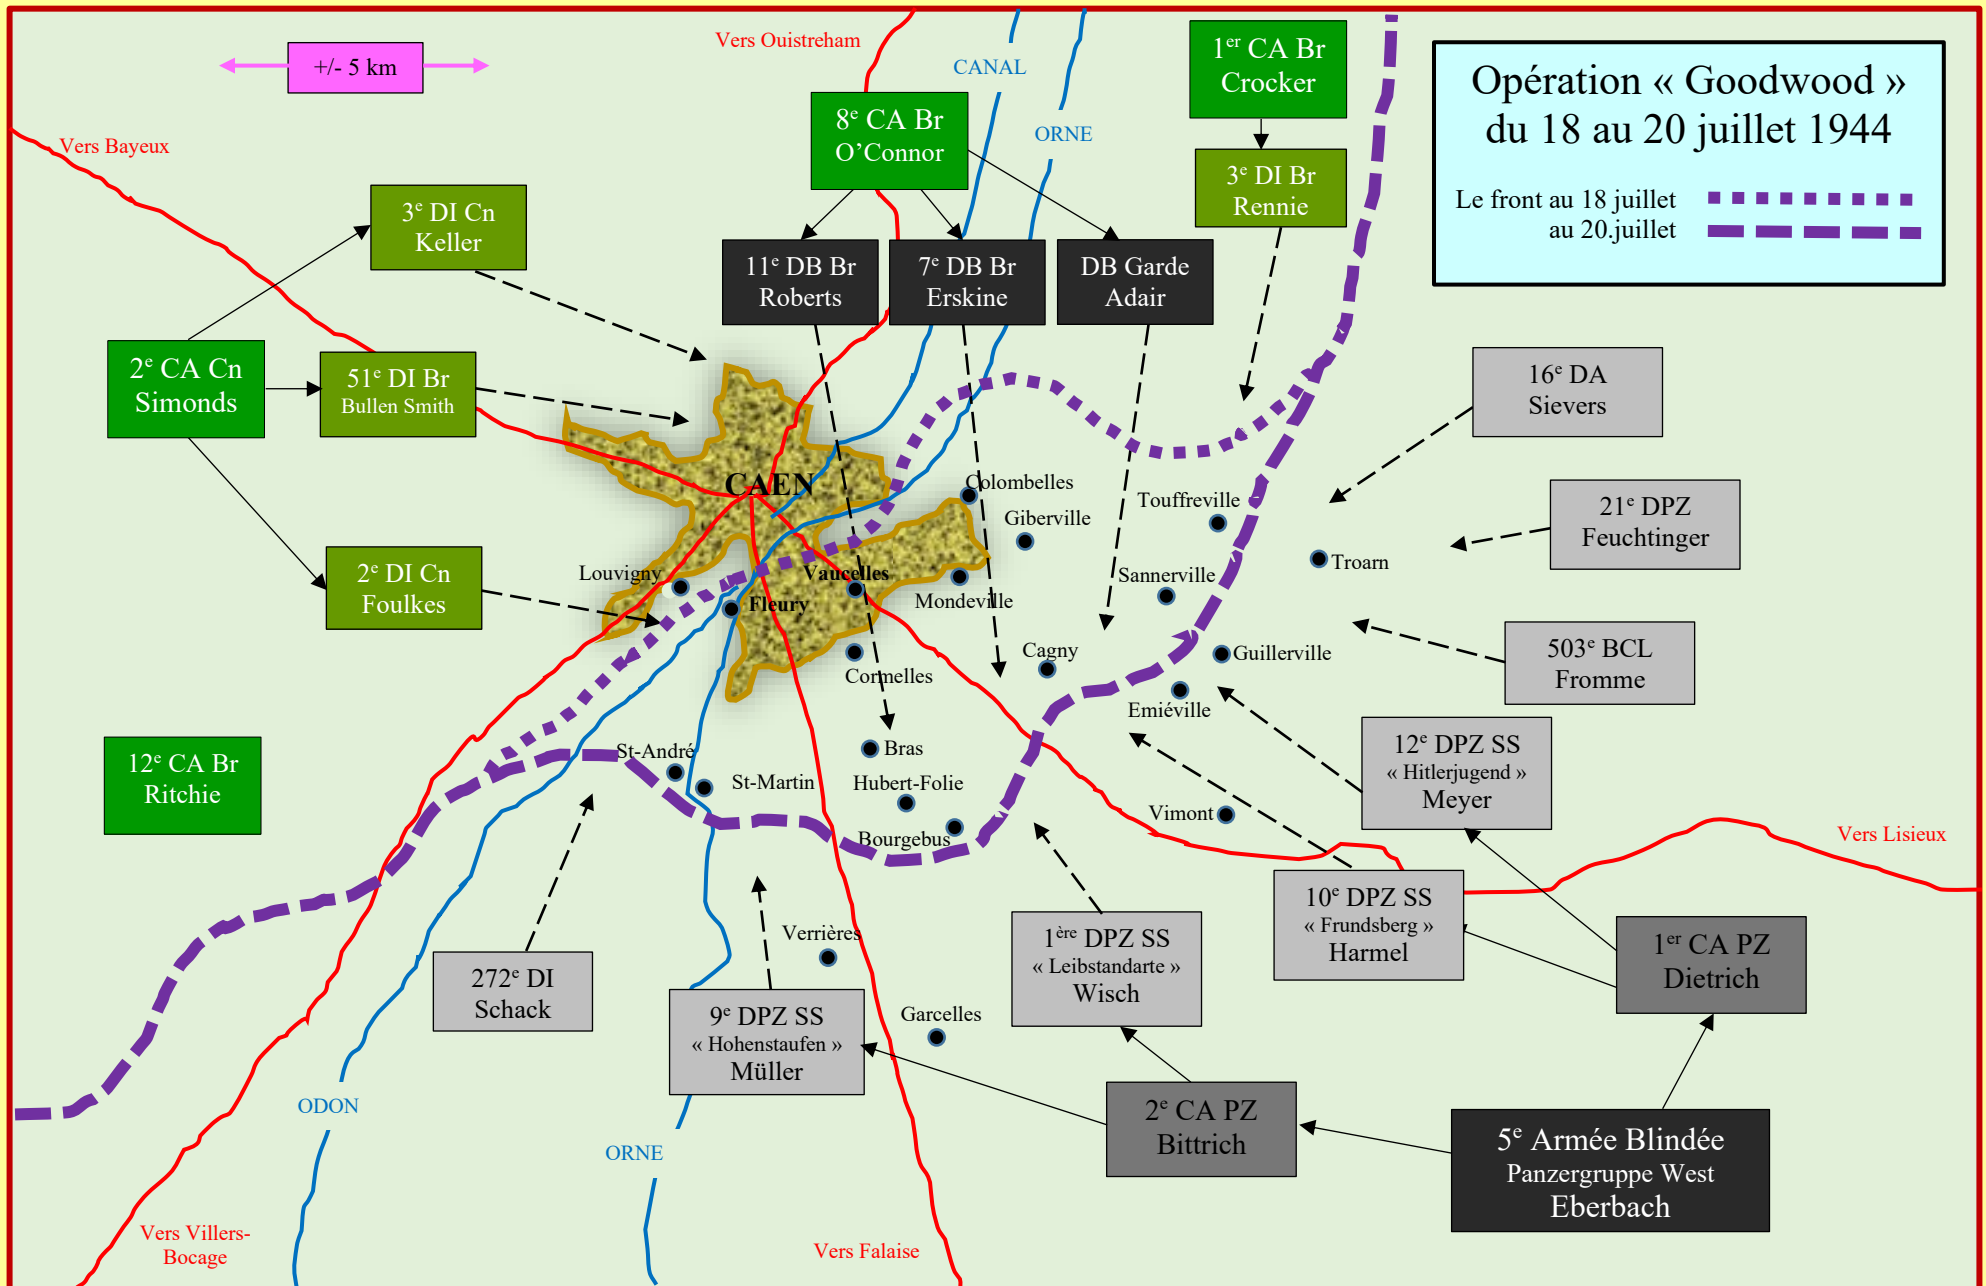 Vers Ouistreham
1er CA Br
Crocker
+/- 5 km
CANAL
Opération « Goodwood »
du 18 au 20 juillet 1944
Le front au 18 juillet
au 20.juillet
8e CA Br
O’Connor
ORNE
Vers Bayeux
3e DI Br
Rennie
3e DI Cn
Keller
11e DB Br
Roberts
7e DB Br
Erskine
DB Garde
Adair
2e CA Cn
Simonds
51e DI Br
Bullen Smith
16e DA
Sievers
CAEN
Colombelles
Giberville
Touffreville
21e DPZ
Feuchtinger
2e DI Cn
Foulkes
Louvigny
Vaucelles
Fleury
Mondeville
Sannerville
Troarn
Cormelles
Cagny
Guillerville
503e BCL
Fromme
Emiéville
12e CA Br
Ritchie
St-André
St-Martin
Bras
Hubert-Folie
Bourgebus
Vimont
12e DPZ SS
« Hitlerjugend »
Meyer
Vers Lisieux
10e DPZ SS
« Frundsberg »
Harmel
1ère DPZ SS
« Leibstandarte »
Wisch
1er CA PZ
Dietrich
Verrières
272e DI
Schack
9e DPZ SS
« Hohenstaufen »
Müller
Garcelles
ODON
ORNE
2e CA PZ
Bittrich
5e Armée Blindée
Panzergruppe West
Eberbach
Vers Villers-
Bocage
Vers Falaise